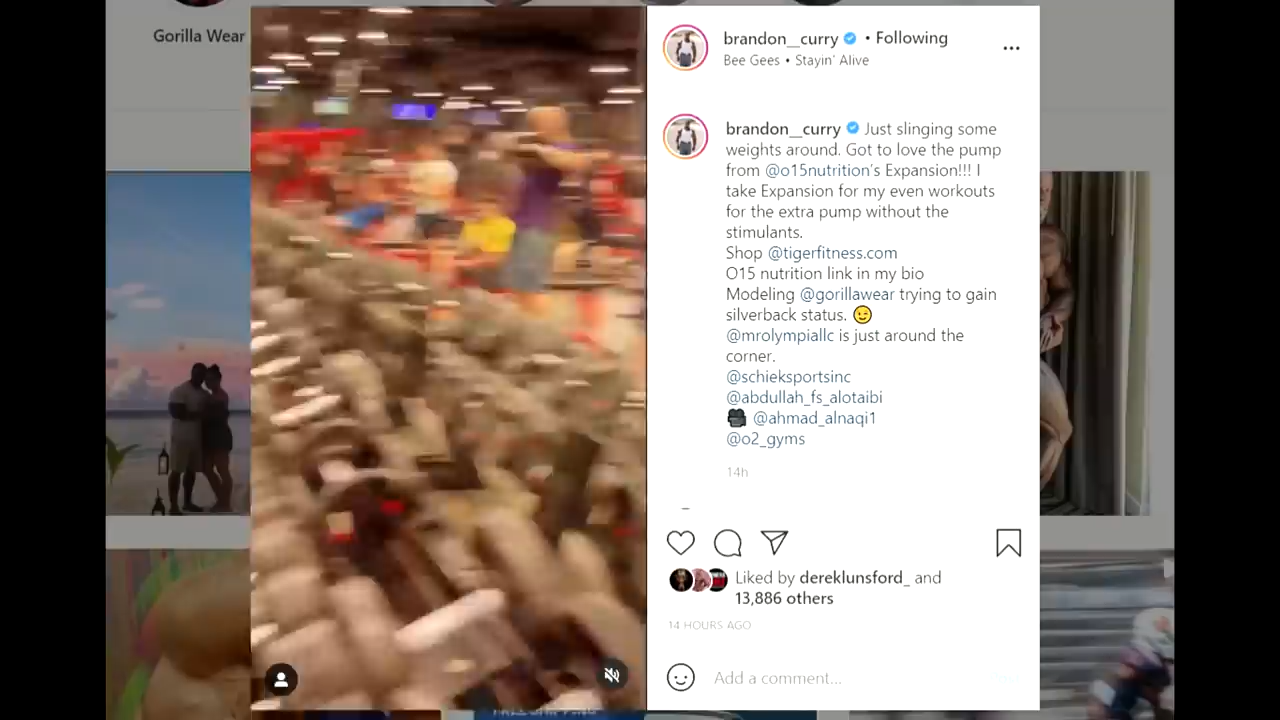 Gorilla Wear
brandon__curry • Following
Bee Gees • Stayin' Alive
brandon__curry Just slinging some
weights around. Got to love the pump
from @o15nutrition's Expansion!!! I
take Expansion for my even workouts
for the extra pump without the
stimulants.
Shop @tigerfitness.com
O15 nutrition link in my bio
Modeling @gorillawear trying to gain
silverback status. 😉
@mrolympiallc is just around the
corner.
@schieksportsinc
@abdullah_fs_alotaibi
🎥 @ahmad_alnaqi1
@o2_gyms
14h
Liked by dereklunsford_ and
13,886 others
14 HOURS AGO
Add a comment...